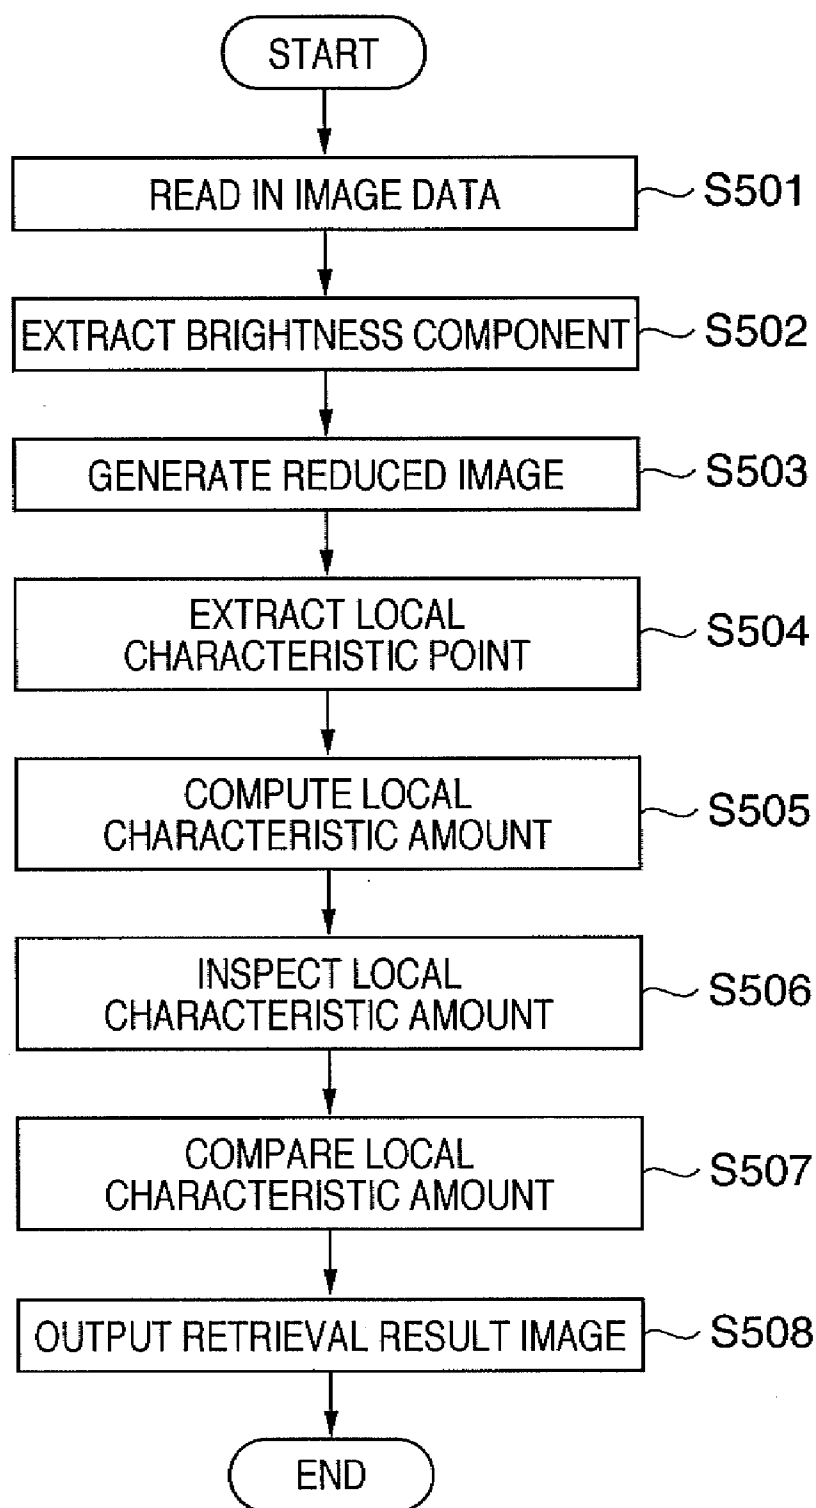 START
READ IN IMAGE DATA
S501
EXTRACT BRIGHTNESS COMPONENT
S502
GENERATE REDUCED IMAGE
S503
EXTRACT LOCAL
CHARACTERISTIC POINT
S504
COMPUTE LOCAL
CHARACTERISTIC AMOUNT
S505
INSPECT LOCAL
CHARACTERISTIC AMOUNT
S506
COMPARE LOCAL
CHARACTERISTIC AMOUNT
S507
OUTPUT RETRIEVAL RESULT IMAGE
S508
END